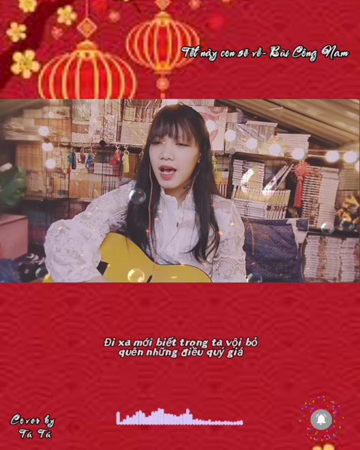 Tết này con sẽ về- Bùi Công Nam
Đi xa mới biết trong ta vội bỏ
quên những điều quý giá
Cover by
Tú Tú